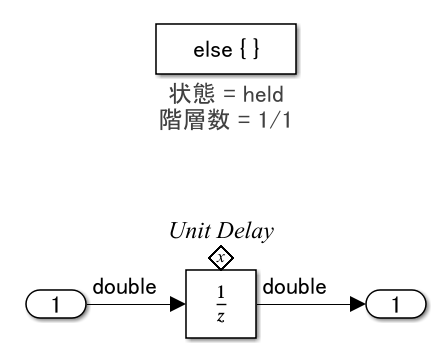 else { }
状態 = held
階層数 = 1/1
Unit Delay
x
double
double
1
1
z
1